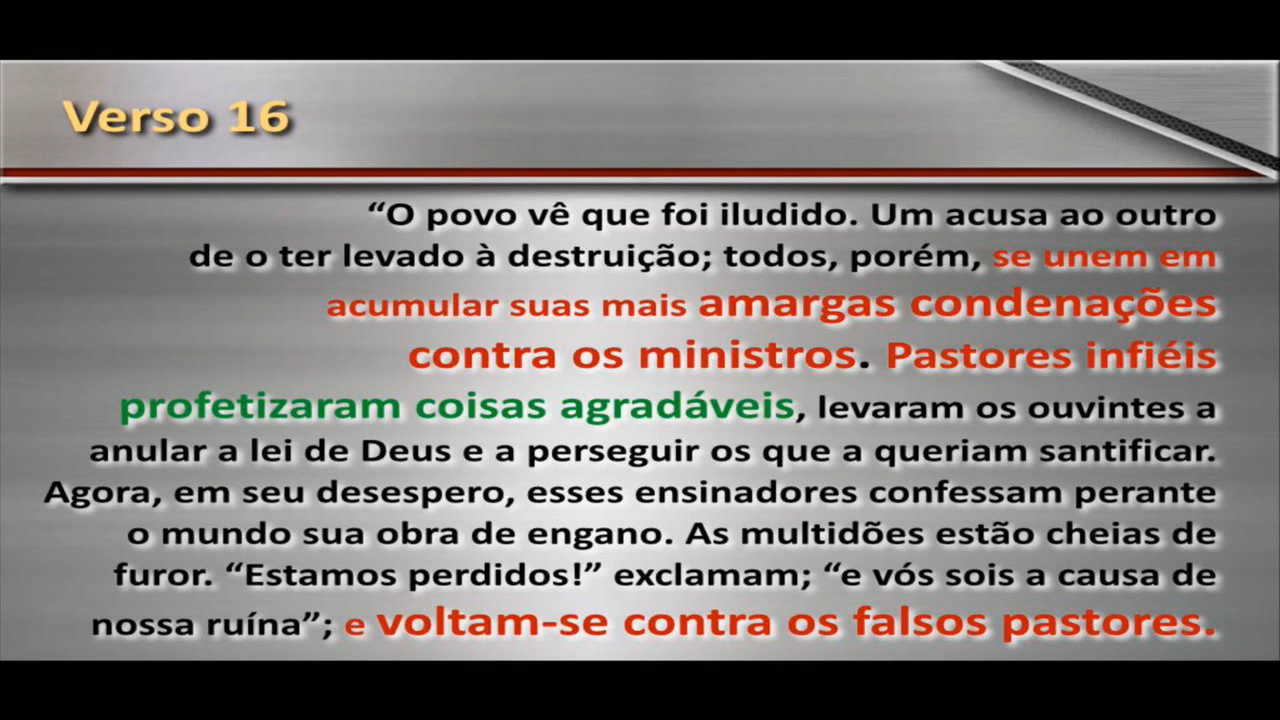 Verso 16
“O povo vê que foi iludido. Um acusa ao outro
de o ter levado à destruição; todos, porém, se unem em
acumular suas mais amargas condenações
contra os ministros. Pastores infiéis
profetizaram coisas agradáveis, levaram os ouvintes a
anular a lei de Deus e a perseguir os que a queriam santificar.
Agora, em seu desespero, esses ensinadores confessam perante
o mundo sua obra de engano. As multidões estão cheias de
furor. “Estamos perdidos!” exclamam; “e vós sois a causa de
nossa ruína”; e voltam-se contra os falsos pastores.